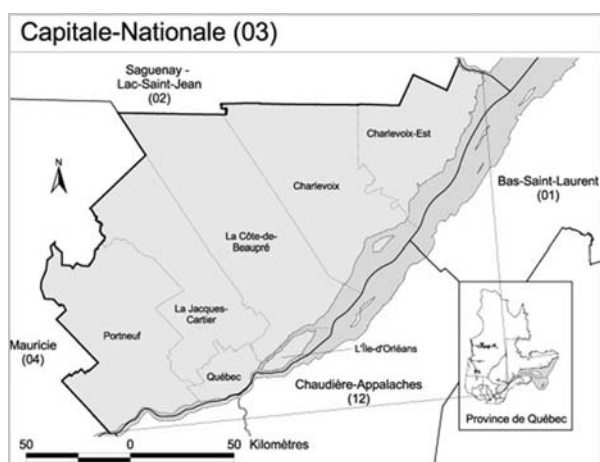 Capitale-Nationale (03)
Saguenay -
Lac-Saint-Jean
(02)
Charlevoix-Est
N
Charlevoix
Bas-Saint-Laurent
(01)
La Côte-de-
Beaupré
La Jacques-
Cartier
Mauricie
(04)
Portneuf
Québec
L'Île-d'Orléans
Chaudière-Appalaches
(12)
Province de Québec
50 0 50 Kilomètres